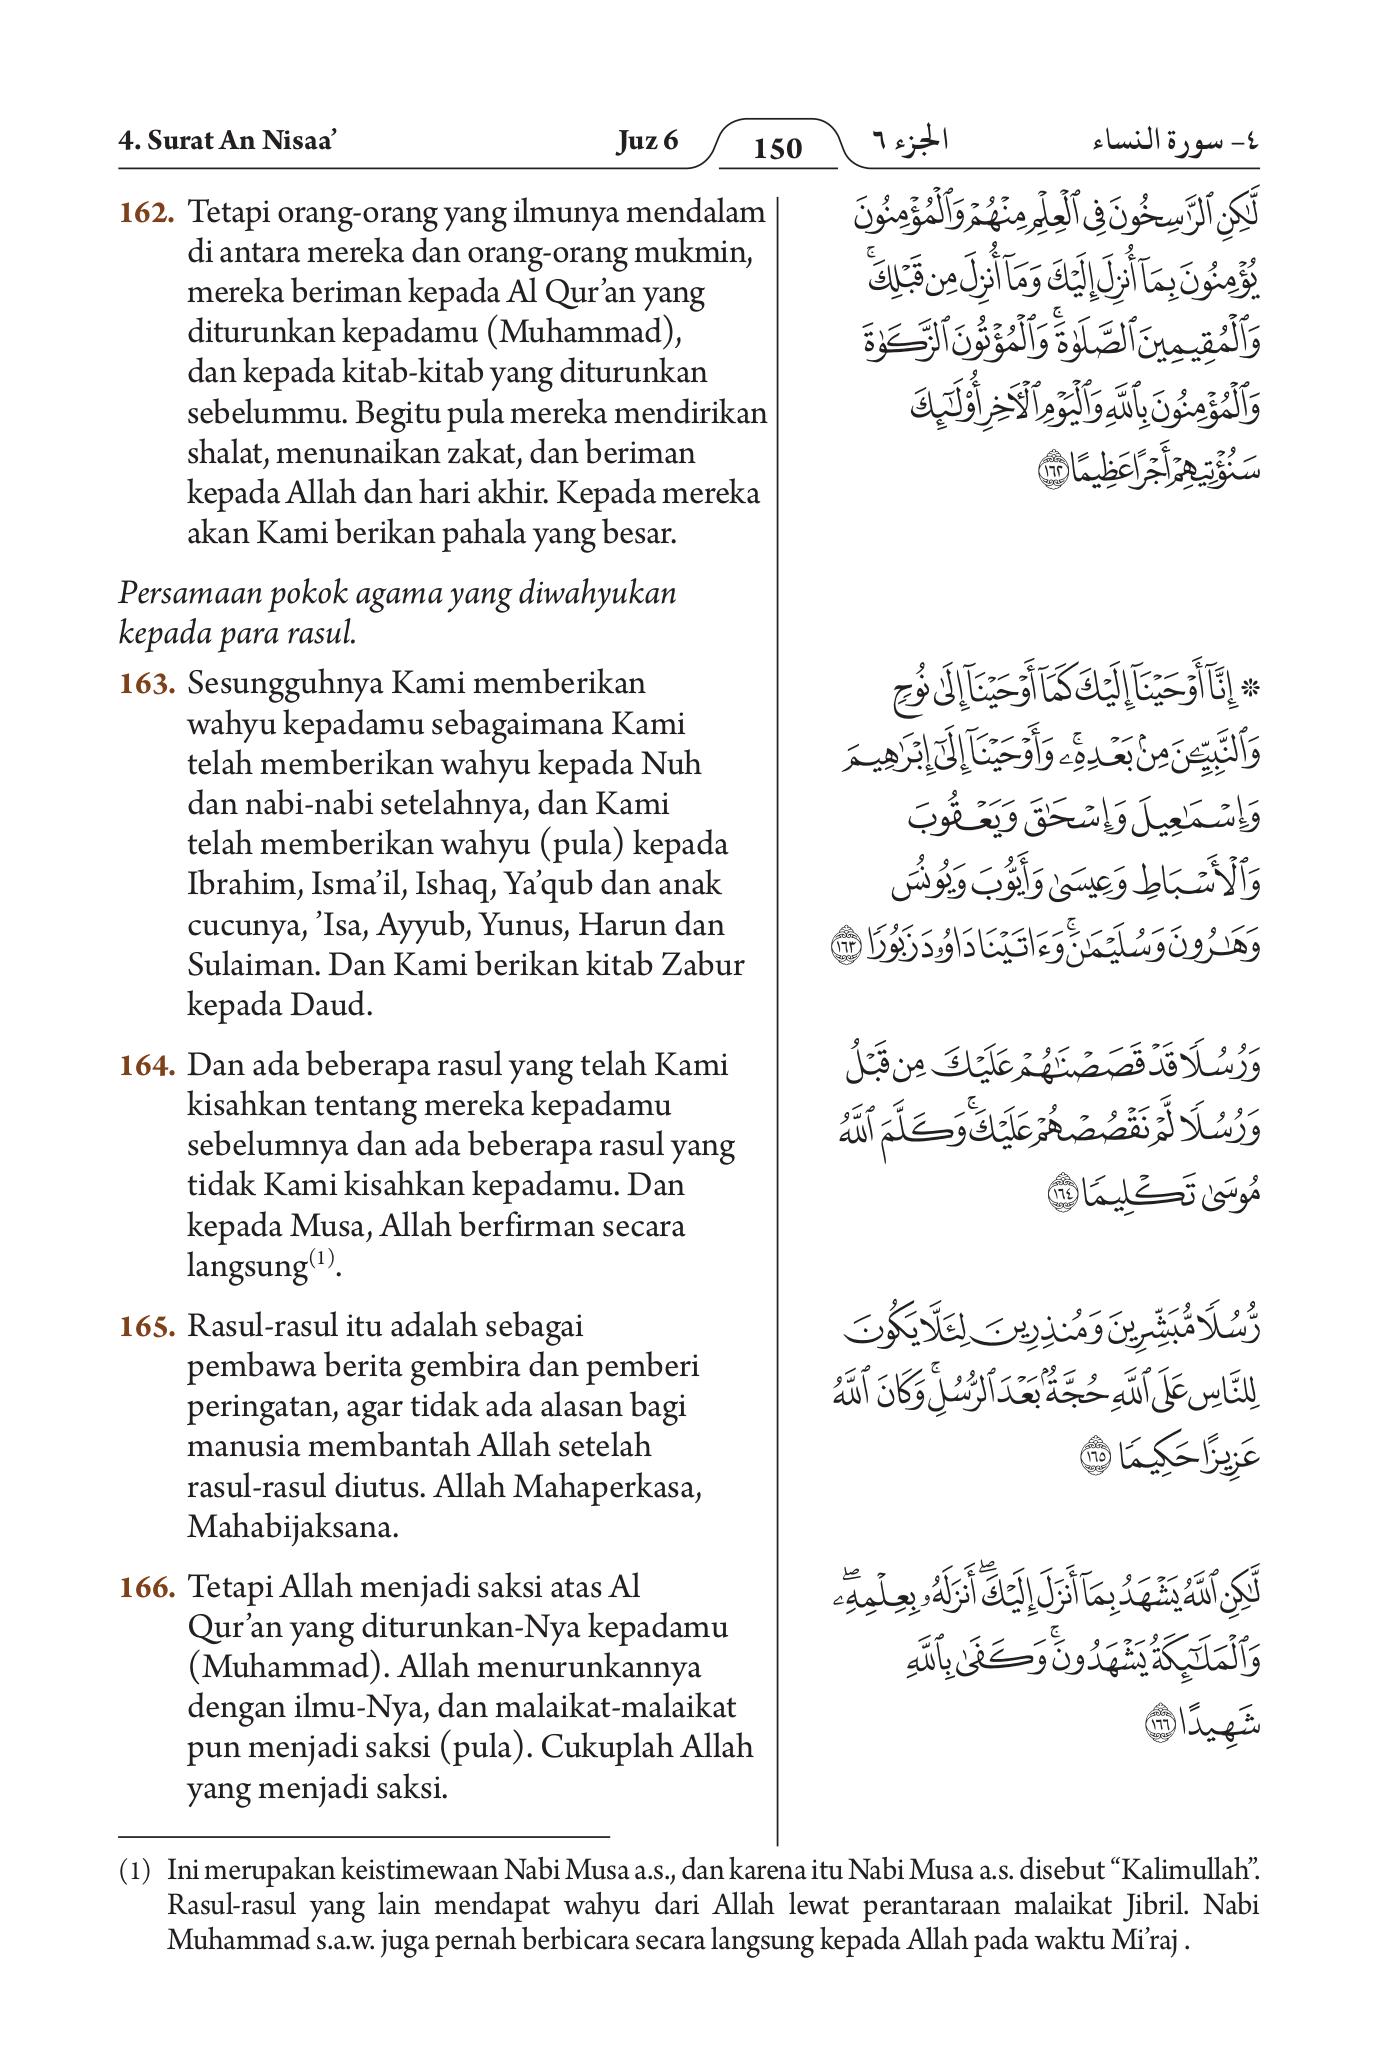 4. Surat An Nisaa’ Juz 6 150 الجزء ٦ ٤- سورة النساء
162. Tetapi orang-orang yang ilmunya mendalam
di antara mereka dan orang-orang mukmin,
mereka beriman kepada Al Qur’an yang
diturunkan kepadamu (Muhammad),
dan kepada kitab-kitab yang diturunkan
sebelummu. Begitu pula mereka mendirikan
shalat, menunaikan zakat, dan beriman
kepada Allah dan hari akhir. Kepada mereka
akan Kami berikan pahala yang besar.
Persamaan pokok agama yang diwahyukan
kepada para rasul.
163. Sesungguhnya Kami memberikan
wahyu kepadamu sebagaimana Kami
telah memberikan wahyu kepada Nuh
dan nabi-nabi setelahnya, dan Kami
telah memberikan wahyu (pula) kepada
Ibrahim, Isma’il, Ishaq, Ya’qub dan anak
cucunya, ’Isa, Ayyub, Yunus, Harun dan
Sulaiman. Dan Kami berikan kitab Zabur
kepada Daud.
164. Dan ada beberapa rasul yang telah Kami
kisahkan tentang mereka kepadamu
sebelumnya dan ada beberapa rasul yang
tidak Kami kisahkan kepadamu. Dan
kepada Musa, Allah berfirman secara
langsung(1).
165. Rasul-rasul itu adalah sebagai
pembawa berita gembira dan pemberi
peringatan, agar tidak ada alasan bagi
manusia membantah Allah setelah
rasul-rasul diutus. Allah Mahaperkasa,
Mahabijaksana.
166. Tetapi Allah menjadi saksi atas Al
Qur’an yang diturunkan-Nya kepadamu
(Muhammad). Allah menurunkannya
dengan ilmu-Nya, dan malaikat-malaikat
pun menjadi saksi (pula). Cukuplah Allah
yang menjadi saksi.
لَّٰكِنِ ٱلرَّٰسِخُونَ فِى ٱلْعِلْمِ مِنْهُمْ وَٱلْمُؤْمِنُونَ
يُؤْمِنُونَ بِمَآ أُنزِلَ إِلَيْكَ وَمَآ أُنزِلَ مِن قَبْلِكَ ۚ
وَٱلْمُقِيمِينَ ٱلصَّلَوٰةَ ۚ وَٱلْمُؤْتُونَ ٱلزَّكَوٰةَ
وَٱلْمُؤْمِنُونَ بِٱللَّهِ وَٱلْيَوْمِ ٱلْـَٔاخِرِ أُو۟لَـٰٓئِكَ
سَنُؤْتِيهِمْ أَجْرًا عَظِيمًا ١٦٢
۞ إِنَّآ أَوْحَيْنَآ إِلَيْكَ كَمَآ أَوْحَيْنَآ إِلَىٰ نُوحٍ
وَٱلنَّبِيِّـۧنَ مِنۢ بَعْدِهِۦ ۚ وَأَوْحَيْنَآ إِلَىٰٓ إِبْرَٰهِيمَ
وَإِسْمَـٰعِيلَ وَإِسْحَـٰقَ وَيَعْقُوبَ
وَٱلْأَسْبَاطِ وَعِيسَىٰ وَأَيُّوبَ وَيُونُسَ
وَهَـٰرُونَ وَسُلَيْمَـٰنَ ۚ وَءَاتَيْنَا دَاوُۥدَ زَبُورًا ١٦٣
وَرُسُلًا قَدْ قَصَصْنَـٰهُمْ عَلَيْكَ مِن قَبْلُ
وَرُسُلًا لَّمْ نَقْصُصْهُمْ عَلَيْكَ ۚ وَكَلَّمَ ٱللَّهُ
مُوسَىٰ تَكْلِيمًا ١٦٤
رُّسُلًا مُّبَشِّرِينَ وَمُنذِرِينَ لِئَلَّا يَكُونَ
لِلنَّاسِ عَلَى ٱللَّهِ حُجَّةٌۢ بَعْدَ ٱلرُّسُلِ ۚ وَكَانَ ٱللَّهُ
عَزِيزًا حَكِيمًا ١٦٥
لَّٰكِنِ ٱللَّهُ يَشْهَدُ بِمَآ أَنزَلَ إِلَيْكَ ۖ أَنزَلَهُۥ بِعِلْمِهِۦ ۖ
وَٱلْمَلَـٰٓئِكَةُ يَشْهَدُونَ ۚ وَكَفَىٰ بِٱللَّهِ
شَهِيدًا ١٦٦
(1) Ini merupakan keistimewaan Nabi Musa a.s., dan karena itu Nabi Musa a.s. disebut “Kalimullah”.
Rasul-rasul yang lain mendapat wahyu dari Allah lewat perantaraan malaikat Jibril. Nabi
Muhammad s.a.w. juga pernah berbicara secara langsung kepada Allah pada waktu Mi’raj .